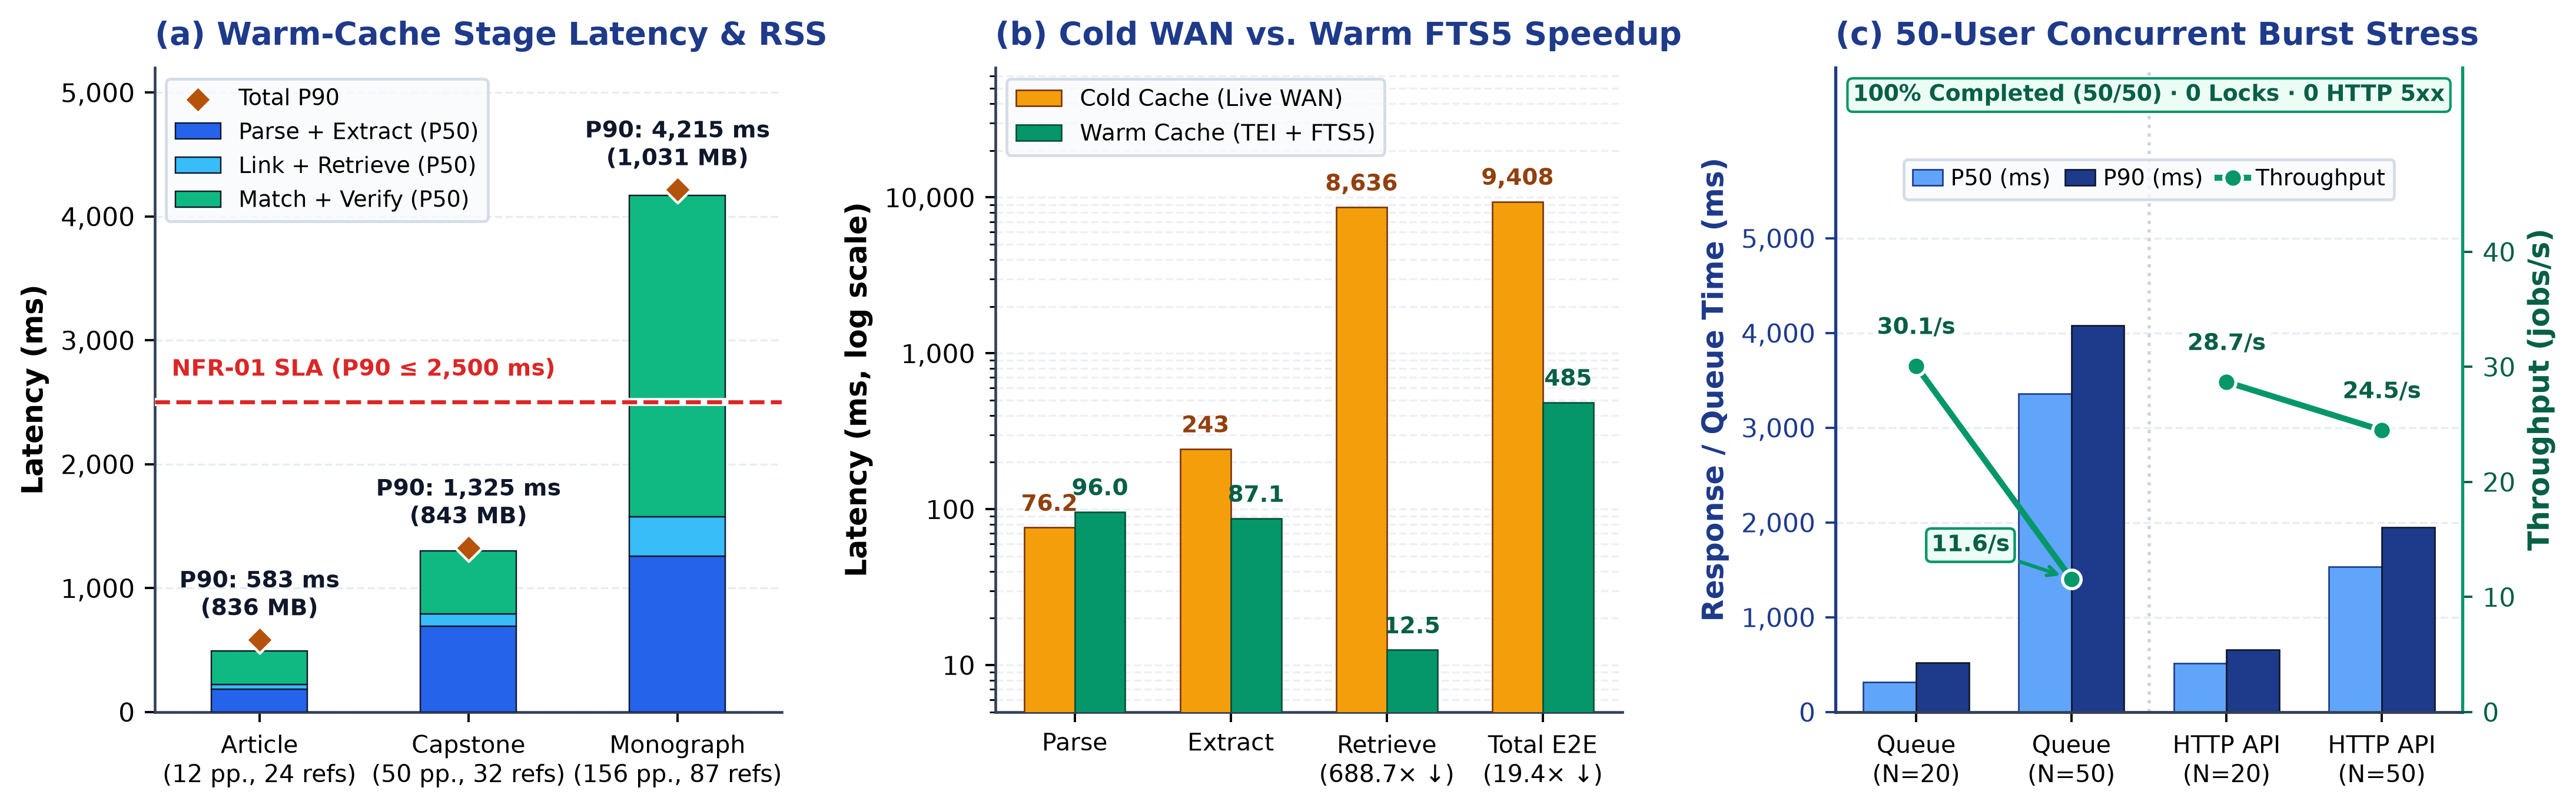 (a) Warm-Cache Stage Latency & RSS
Latency (ms)
5,000
4,000
3,000
2,000
1,000
0
Total P90
Parse + Extract (P50)
Link + Retrieve (P50)
Match + Verify (P50)
P90: 4,215 ms
(1,031 MB)
NFR-01 SLA (P90 ≤ 2,500 ms)
P90: 1,325 ms
(843 MB)
P90: 583 ms
(836 MB)
Article
(12 pp., 24 refs)
Capstone
(50 pp., 32 refs)
Monograph
(156 pp., 87 refs)
(b) Cold WAN vs. Warm FTS5 Speedup
Latency (ms, log scale)
10,000
1,000
100
10
Cold Cache (Live WAN)
Warm Cache (TEI + FTS5)
76.2
96.0
243
87.1
8,636
12.5
9,408
485
Parse
Extract
Retrieve
(688.7× ↓)
Total E2E
(19.4× ↓)
(c) 50-User Concurrent Burst Stress
Response / Queue Time (ms)
5,000
4,000
3,000
2,000
1,000
0
100% Completed (50/50) · 0 Locks · 0 HTTP 5xx
P50 (ms)
P90 (ms)
Throughput
30.1/s
11.6/s
28.7/s
24.5/s
Queue
(N=20)
Queue
(N=50)
HTTP API
(N=20)
HTTP API
(N=50)
40
30
20
10
0
Throughput (jobs/s)